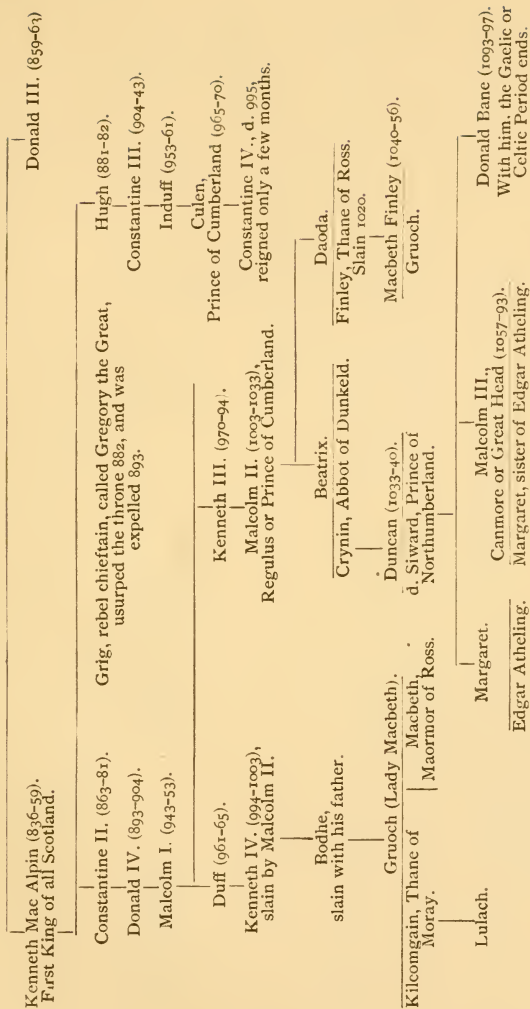 Kenneth Mac Alpin (836-59).
First King of all Scotland.
Donald III. (859-63)
Constantine II. (863-81).
Donald IV. (893-904).
Malcolm I. (943-53).
Grig, rebel chieftain, called Gregory the Great,
usurped the throne 882, and was
expelled 893.
Hugh (881-82).
Constantine III. (904-43).
Induff (953-61).
Culen,
Prince of Cumberland (965-70).
Constantine IV., d. 995,
reigned only a few months.
Duff (961-65).
Kenneth IV. (994-1003),
slain by Malcolm II.
Kenneth III. (970-94).
Malcolm II. (1003-1033),
Regulus or Prince of Cumberland.
Bodhe,
slain with his father.
Beatrix.
Crynin, Abbot of Dunkeld.
Daoda.
Finley, Thane of Ross.
Slain 1020.
Gruoch (Lady Macbeth).
Kilcomgain, Thane of
Moray.
Macbeth,
Maormor of Ross.
Duncan (1033-40).
d. Siward, Prince of
Northumberland.
Macbeth Finley (1040-56).
Gruoch.
Lulach.
Margaret.
Edgar Atheling.
Malcolm III.,
Canmore or Great Head (1057-93).
Margaret, sister of Edgar Atheling.
Donald Bane (1093-97).
With him. the Gaelic or
Celtic Period ends.